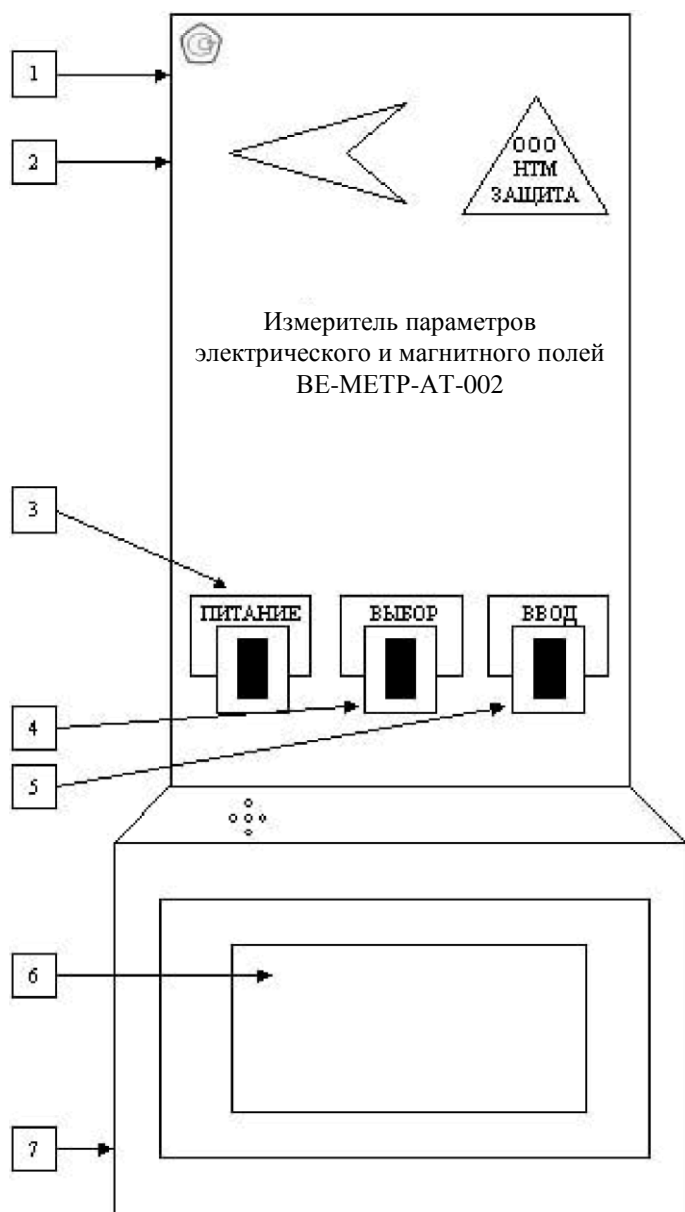 1
2
ООО
НТМ
ЗАЩИТА
Измеритель параметров
электрического и магнитного полей
ВЕ-МЕТР-АТ-002
3
ПИТАНИЕ
ВЫБОР
ВВОД
4
5
6
7